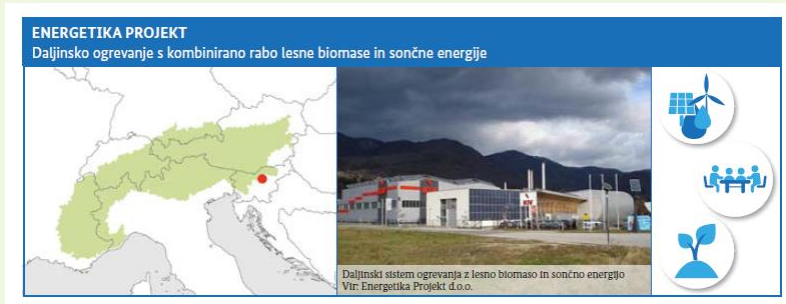 ENERGETIKA PROJEKT
Daljinsko ogrevanje s kombinirano rabo lesne biomase in sončne energije
KIV
Daljinski sistem ogrevanja z lesno biomaso in sončno energijo
Vir: Energetika Projekt d.o.o.